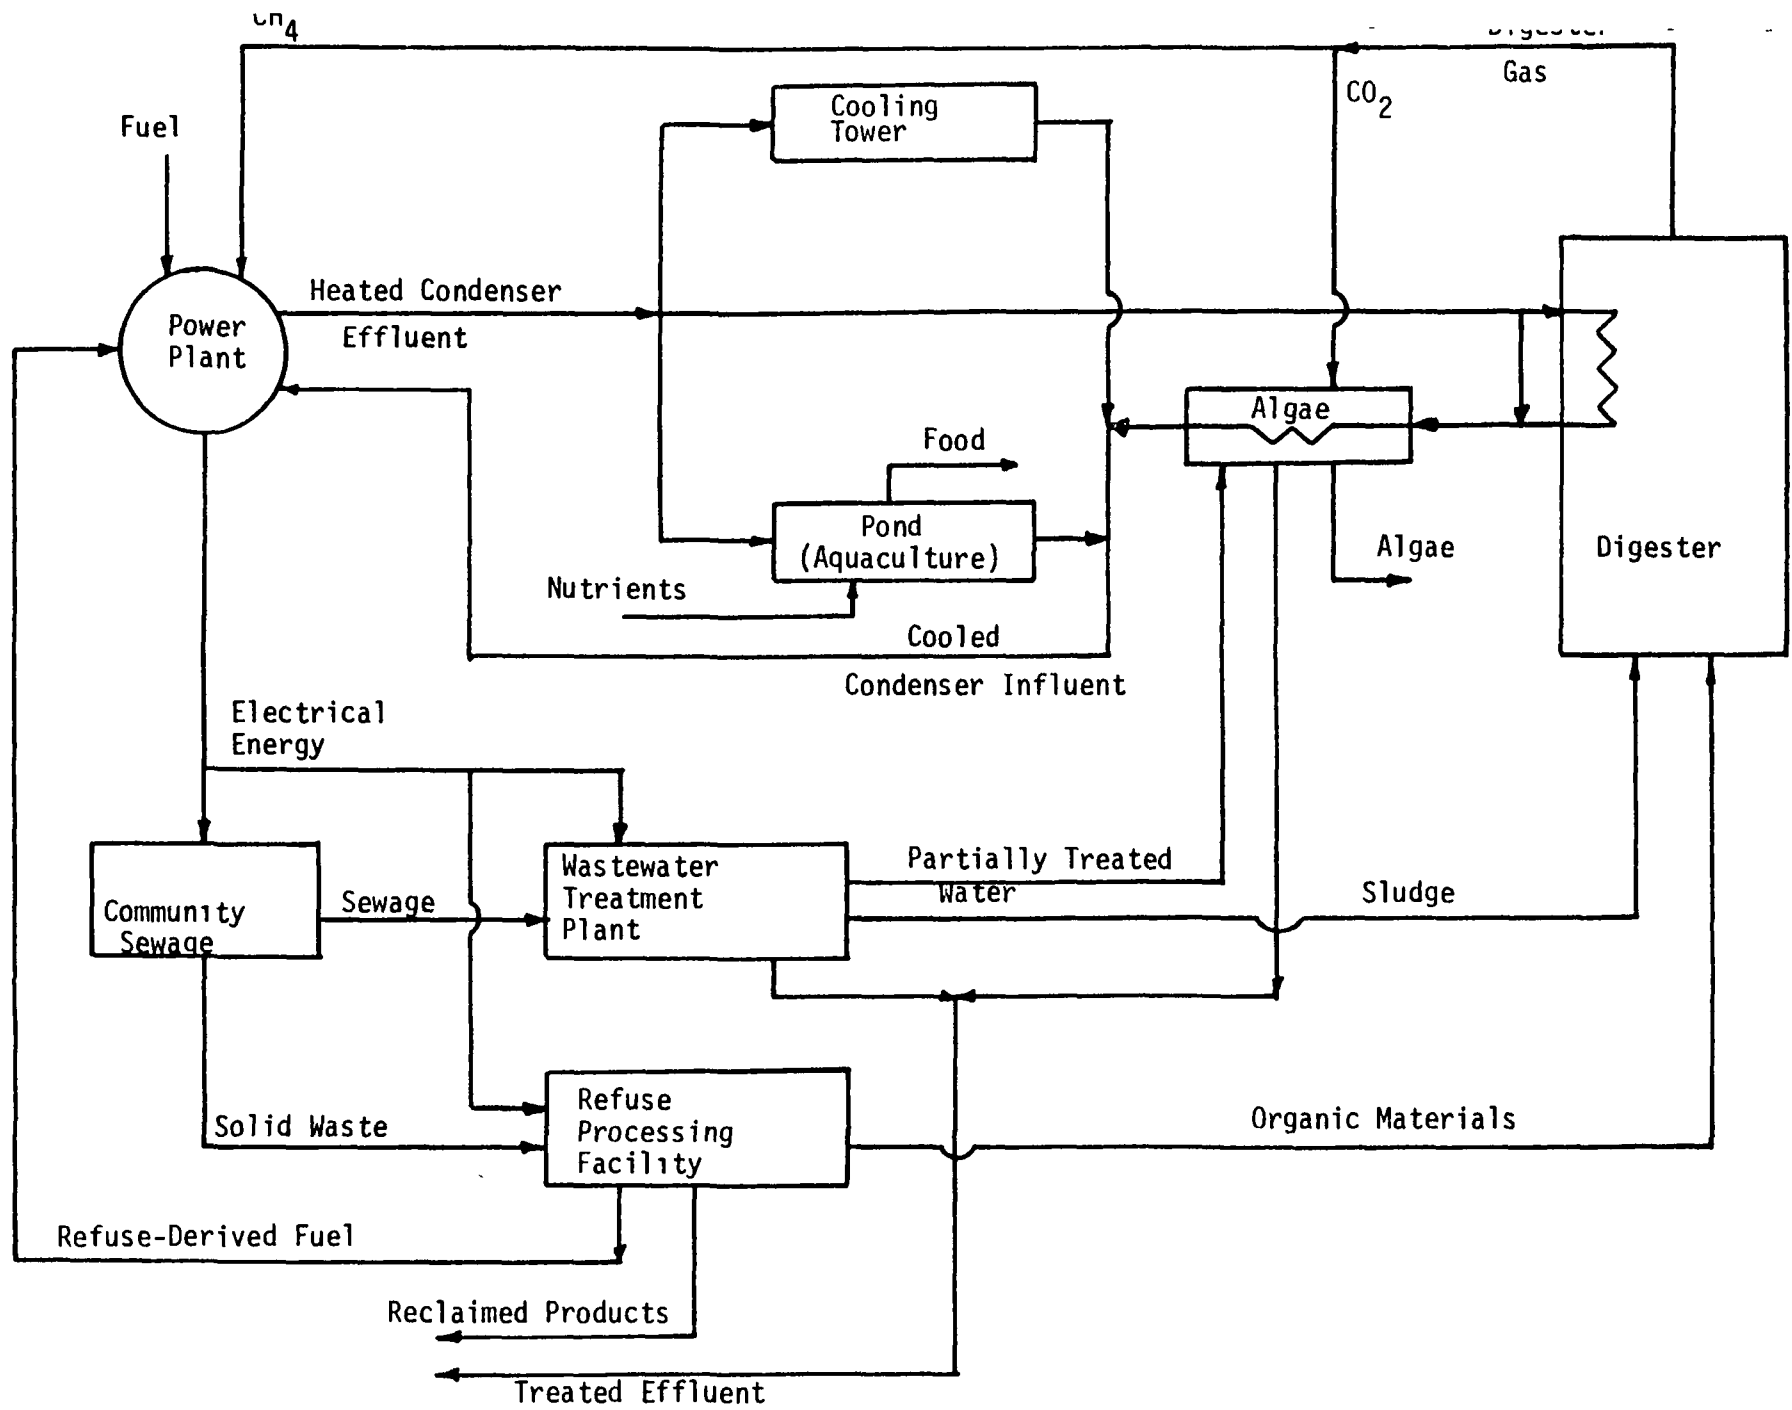 CH4
Digester
Gas
CO2
Cooling
Tower
Fuel
Heated Condenser
Effluent
Power
Plant
Algae
Food
Pond
(Aquaculture)
Algae
Digester
Nutrients
Cooled
Condenser Influent
Electrical
Energy
Wastewater
Treatment
Plant
Partially Treated
Water
Sludge
Sewage
Community
Sewage
Refuse
Processing
Facility
Organic Materials
Solid Waste
Refuse-Derived Fuel
Reclaimed Products
Treated Effluent